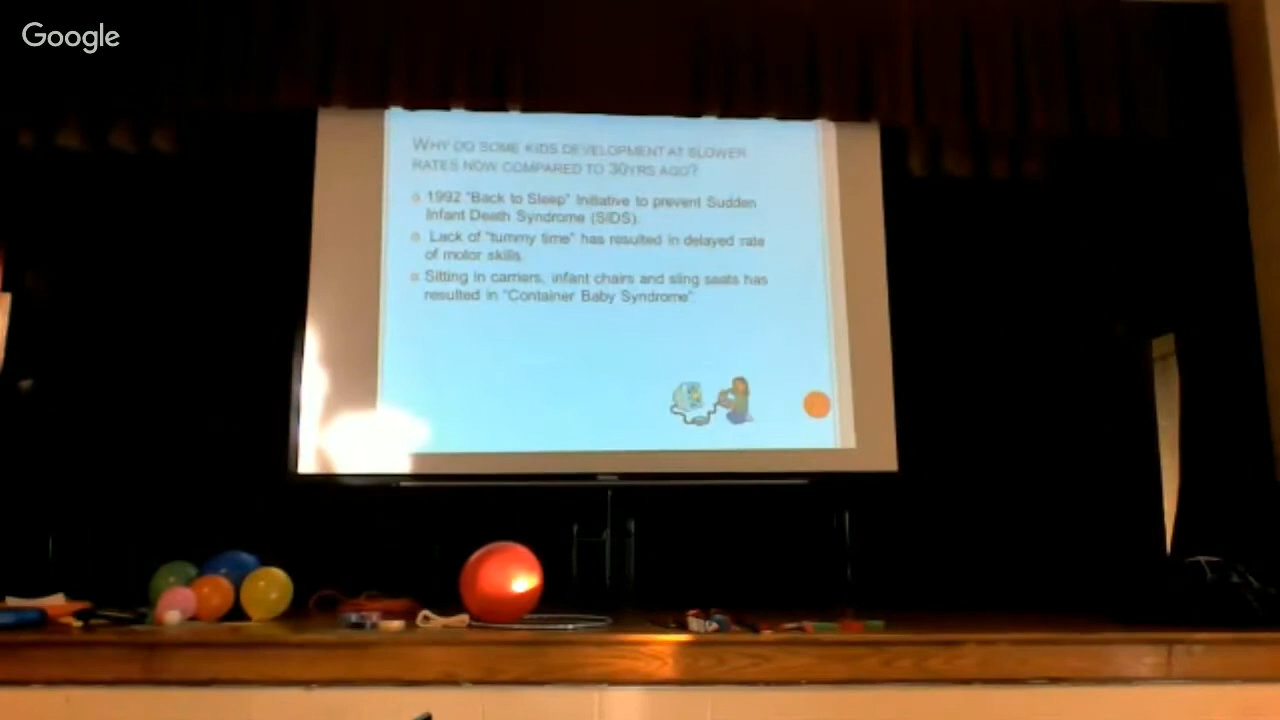 Google
WHY DO SOME KIDS DEVELOPMENT AT SLOWER
RATES NOW COMPARED TO 30YRS AGO?
1992 "Back to Sleep" Initiative to prevent Sudden
Infant Death Syndrome (SIDS).
Lack of "tummy time" has resulted in delayed rate
of motor skills.
Sitting in carriers, infant chairs and sling seats has
resulted in "Container Baby Syndrome"